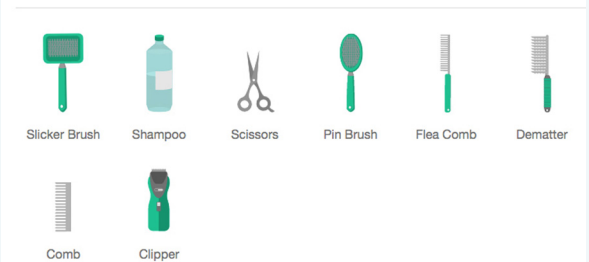 Slicker Brush
Shampoo
Scissors
Pin Brush
Flea Comb
Dematter
Comb
Clipper